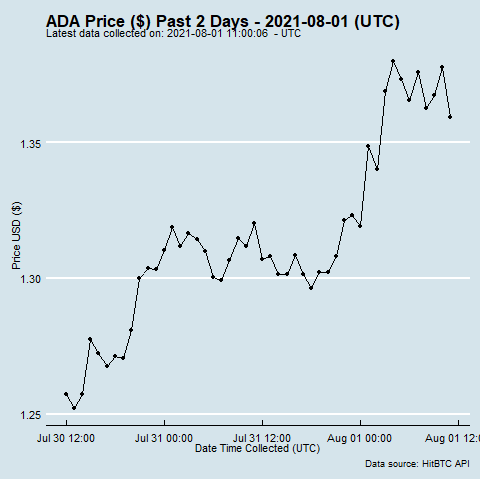 ADA Price ($) Past 2 Days - 2021-08-01 (UTC)
Latest data collected on: 2021-08-01 11:00:06 - UTC
Price USD ($)
1.35
1.30
1.25
Jul 30 12:00 Jul 31 00:00 Jul 31 12:00 Aug 01 00:00 Aug 01 12:0
Date Time Collected (UTC)
Data source: HitBTC API